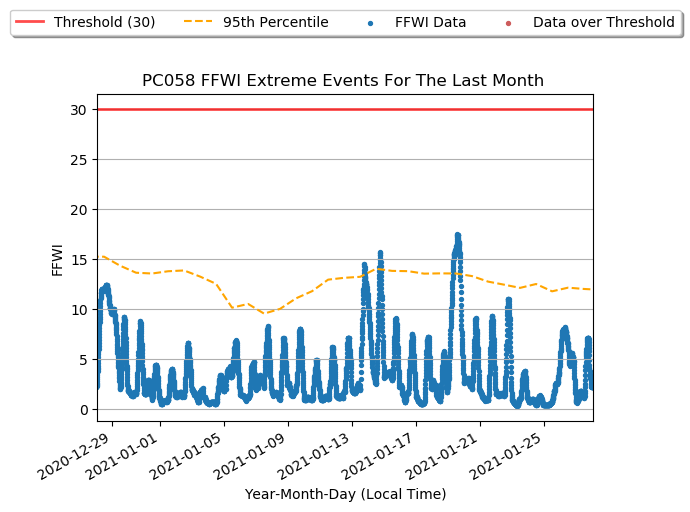 Threshold (30) 95th Percentile FFWI Data Data over Threshold
PC058 FFWI Extreme Events For The Last Month
30
25
20
15
10
5
0
FFWI
2020-12-29 2021-01-01 2021-01-05 2021-01-09 2021-01-13 2021-01-17 2021-01-21 2021-01-25
Year-Month-Day (Local Time)